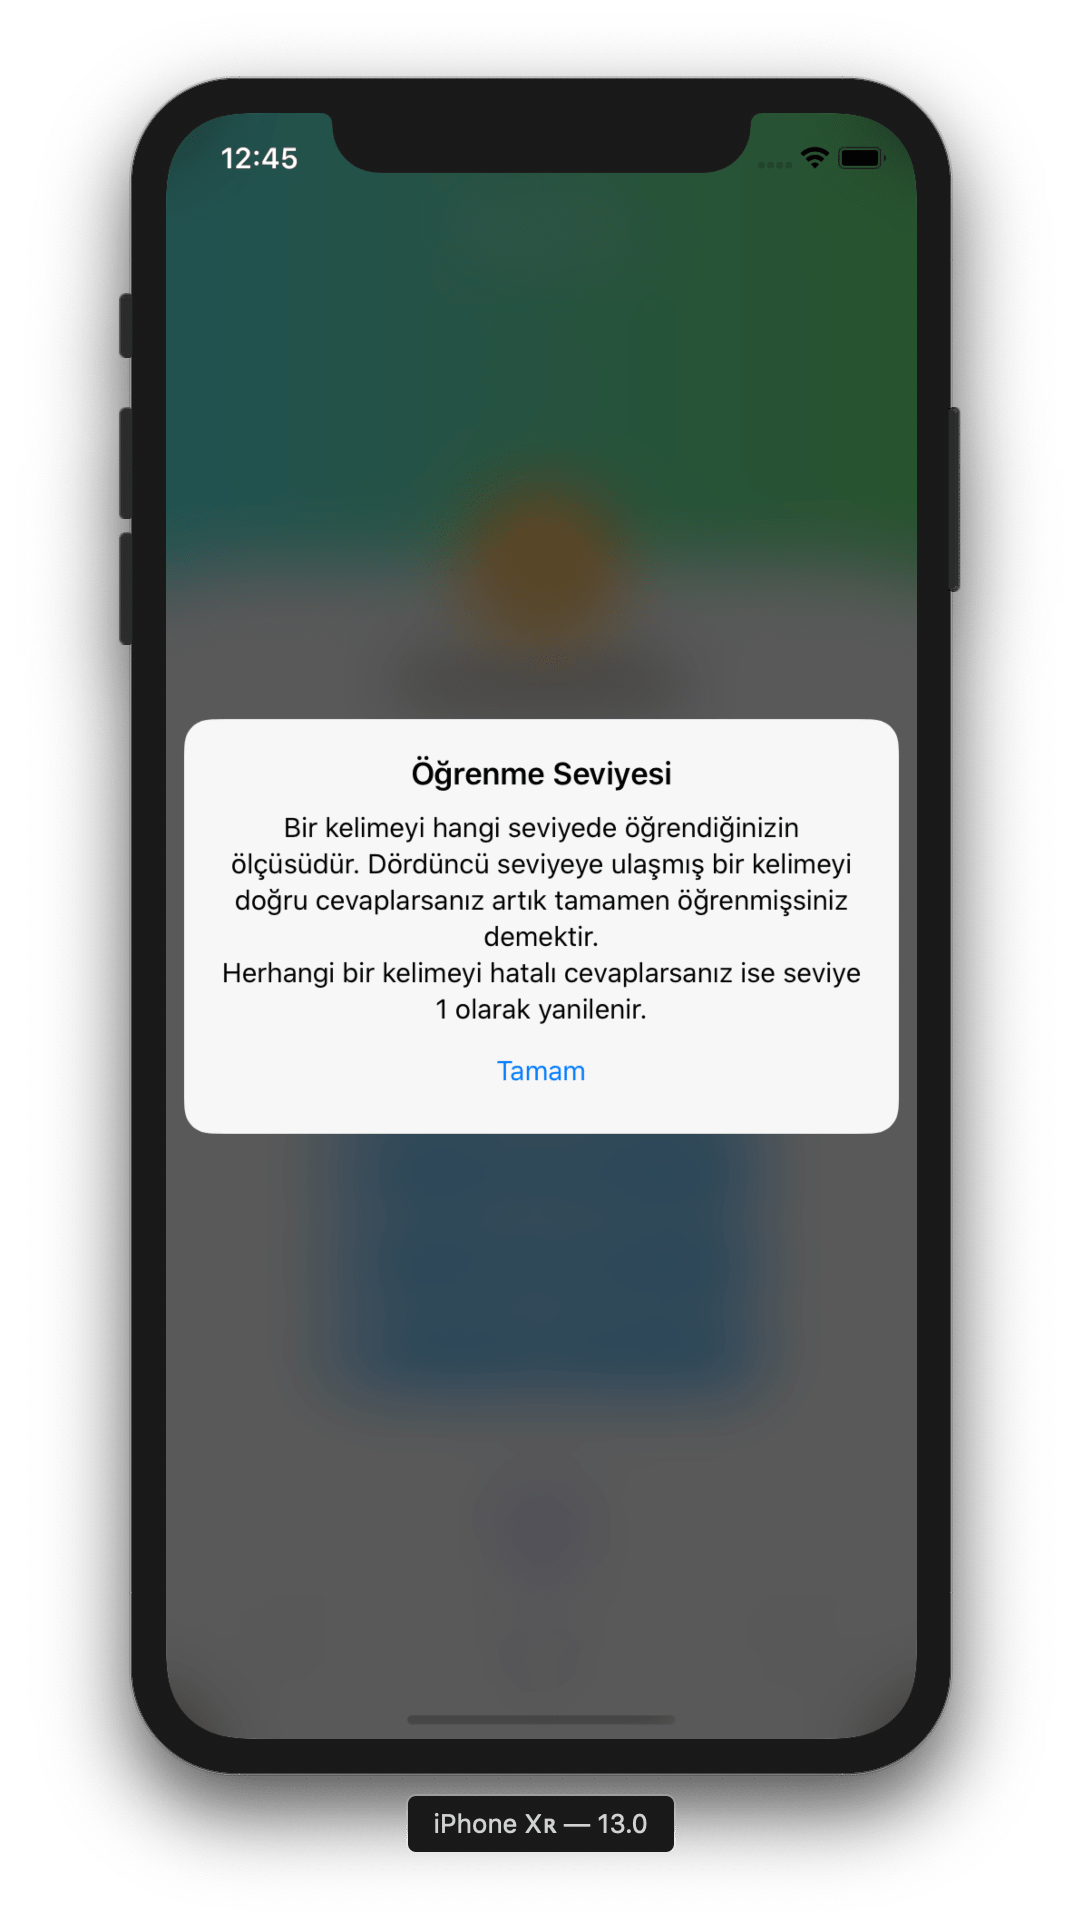 12:45
Öğrenme Seviyesi
Bir kelimeyi hangi seviyede öğrendiğinizin
ölçüsüdür. Dördüncü seviyeye ulaşmış bir kelimeyi
doğru cevaplarsanız artık tamamen öğrenmişsiniz
demektir.
Herhangi bir kelimeyi hatalı cevaplarsanız ise seviye
1 olarak yanilenir.
Tamam
iPhone Xʀ — 13.0